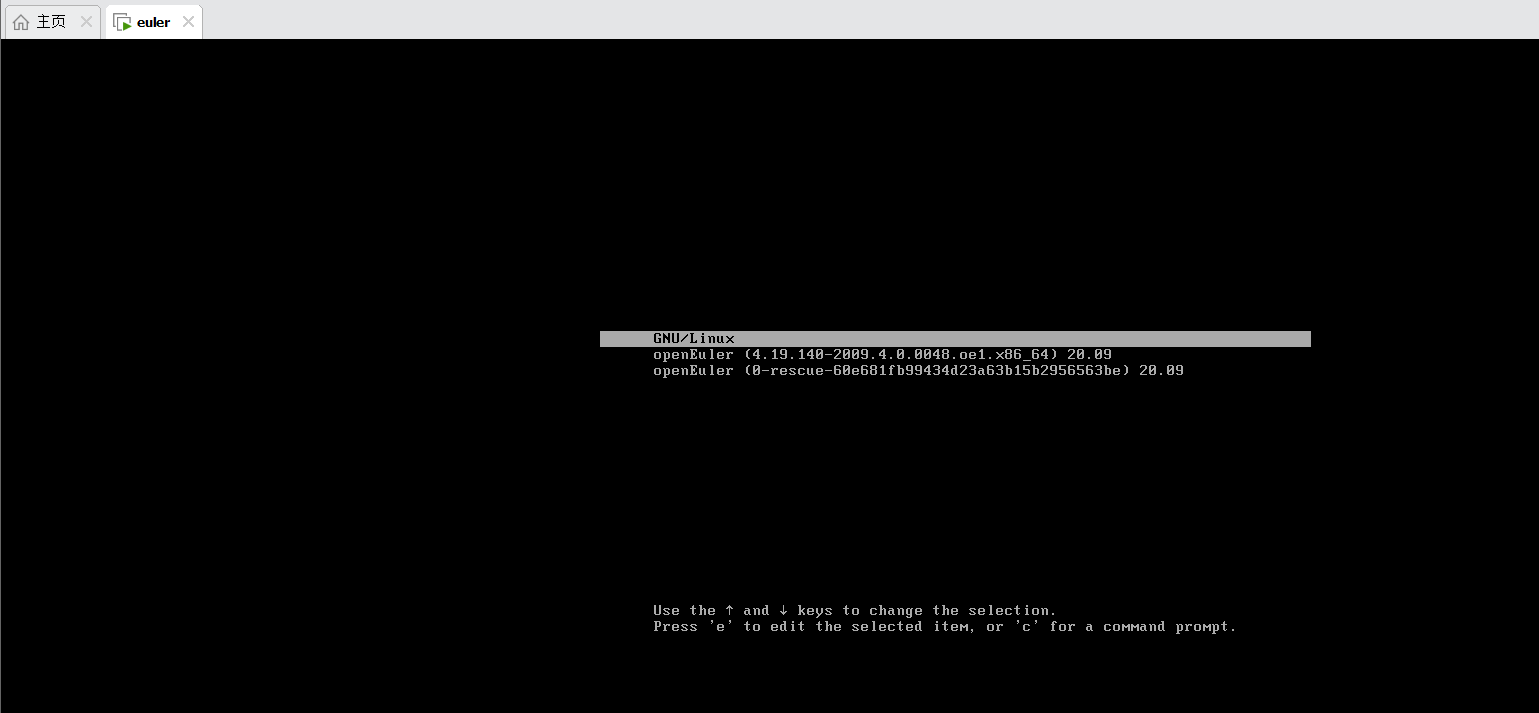 主页
euler
GNU/Linux
openEuler (4.19.140-2009.4.0.0048.oe1.x86_64) 20.09
openEuler (0-rescue-60e681fb99434d23a63b15b2956563be) 20.09
Use the ↑ and ↓ keys to change the selection.
Press 'e' to edit the selected item, or 'c' for a command prompt.